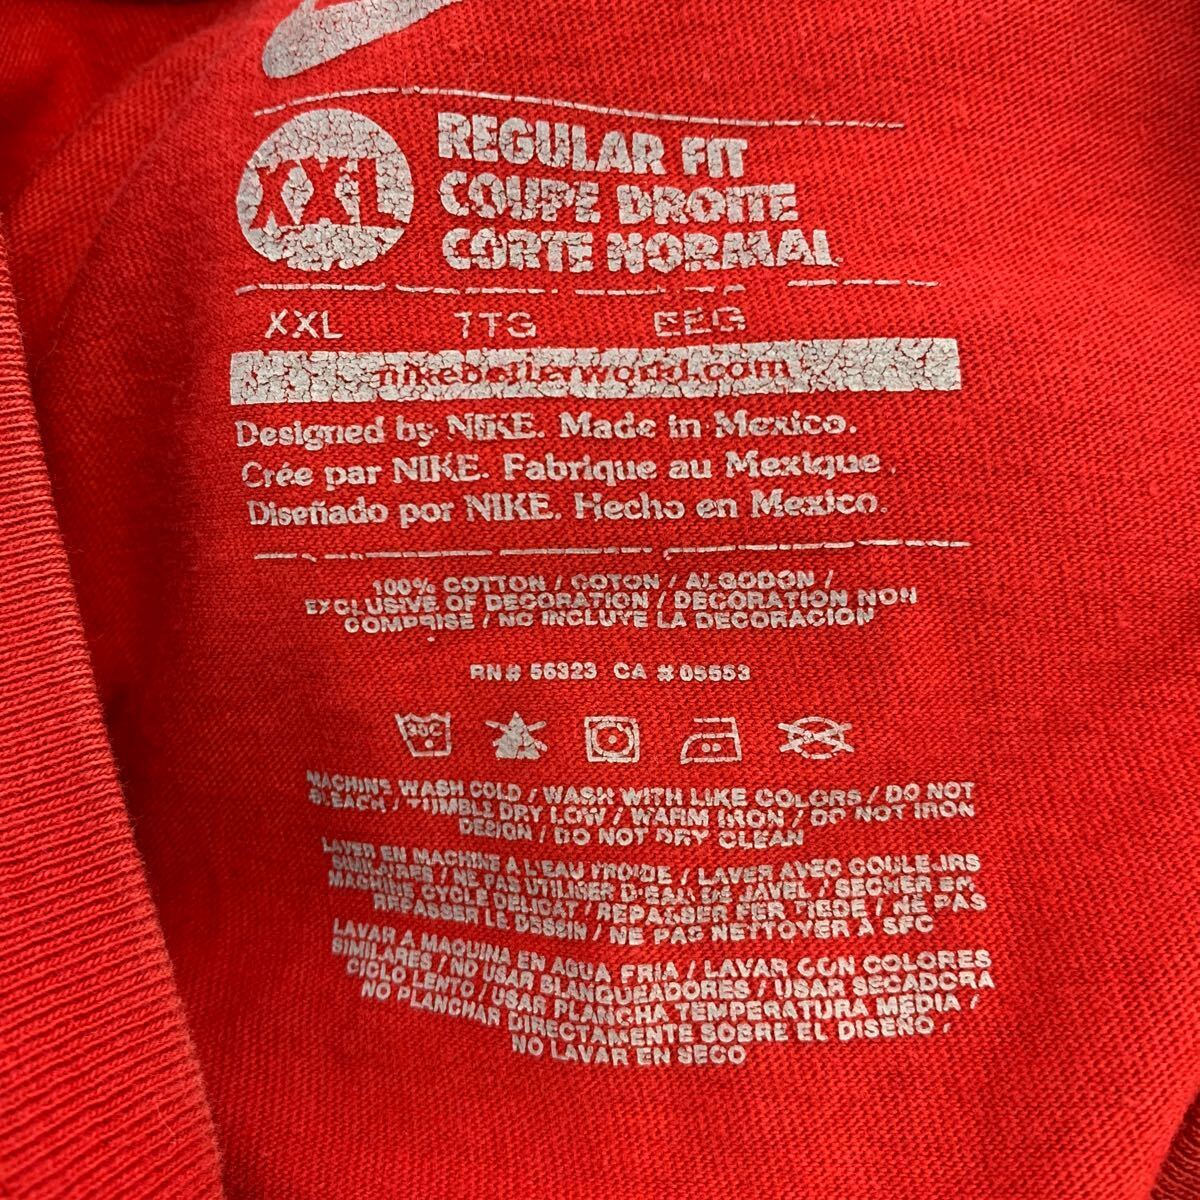 XXL
REGULAR FIT
COUPE DROITE
CORTE NORMAL
XXL TTG EEG
nikebetterworld.com
Designed by NIKE. Made in Mexico.
Crée par NIKE. Fabrique au Mexique.
Diseñado por NIKE. Hecho en Mexico.
100% COTTON / COTON / ALGODON /
EXCLUSIVE OF DECORATION / DECORATION NON
COMPRISE / NO INCLUYE LA DECORACION
RN# 56323 CA # 05553
30C
MACHINE WASH COLD / WASH WITH LIKE COLORS / DO NOT
BLEACH / TUMBLE DRY LOW / WARM IRON / DO NOT IRON
DESIGN / DO NOT DRY CLEAN
LAVER EN MACHINE A L'EAU FROIDE / LAVER AVEC COULEURS
SIMILAIRES / NE PAS UTILISER D'EAU DE JAVEL / SECHER EN
MACHINE CYCLE DELICAT / REPASSER FER TIEDE / NE PAS
REPASSER LE DESSIN / NE PAS NETTOYER A SEC
LAVAR A MAQUINA EN AGUA FRIA / LAVAR CON COLORES
SIMILARES / NO USAR BLANQUEADORES / USAR SECADORA
CICLO LENTO / USAR PLANCHA TEMPERATURA MEDIA /
NO PLANCHAR DIRECTAMENTE SOBRE EL DISENO /
NO LAVAR EN SECO